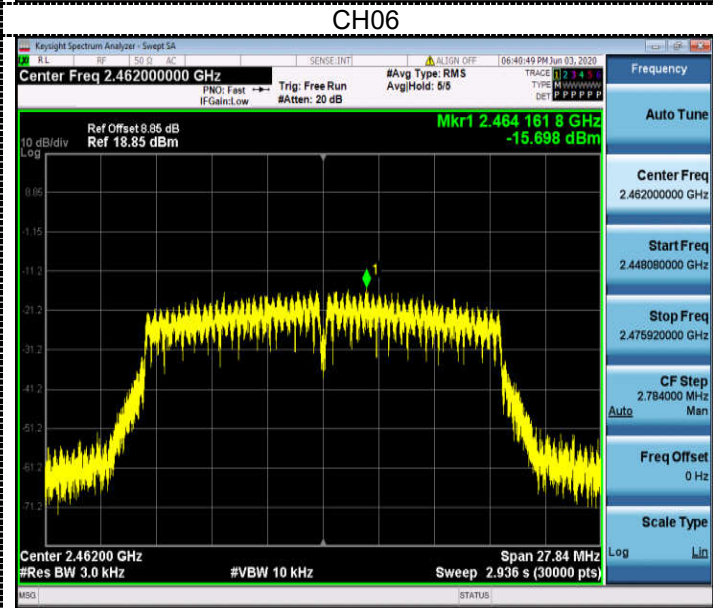 CH06
Keysight Spectrum Analyzer - Swept SA
LXI RL RF 50 Ω AC SENSE:INT ALIGN OFF 06:40:49 PM Jun 03, 2020
Center Freq 2.462000000 GHz
PNO: Fast
IFGain:Low
Trig: Free Run
#Atten: 20 dB
#Avg Type: RMS
Avg|Hold: 5/5
TRACE 1 2 3 4 5 6
TYPE M W W W W W
DET P P P P P P
Frequency
Mkr1 2.464 161 8 GHz
-15.698 dBm
Ref Offset 8.85 dB
10 dB/div Ref 18.85 dBm
Log
8.85
-1.15
-11.2
-21.2
-31.2
-41.2
-51.2
-61.2
-71.2
1
Center 2.46200 GHz
Span 27.84 MHz
#Res BW 3.0 kHz
#VBW 10 kHz
Sweep 2.936 s (30000 pts)
Auto Tune
Center Freq
2.462000000 GHz
Start Freq
2.448080000 GHz
Stop Freq
2.475920000 GHz
CF Step
2.784000 MHz
Auto Man
Freq Offset
0 Hz
Scale Type
Log Lin
MSG STATUS